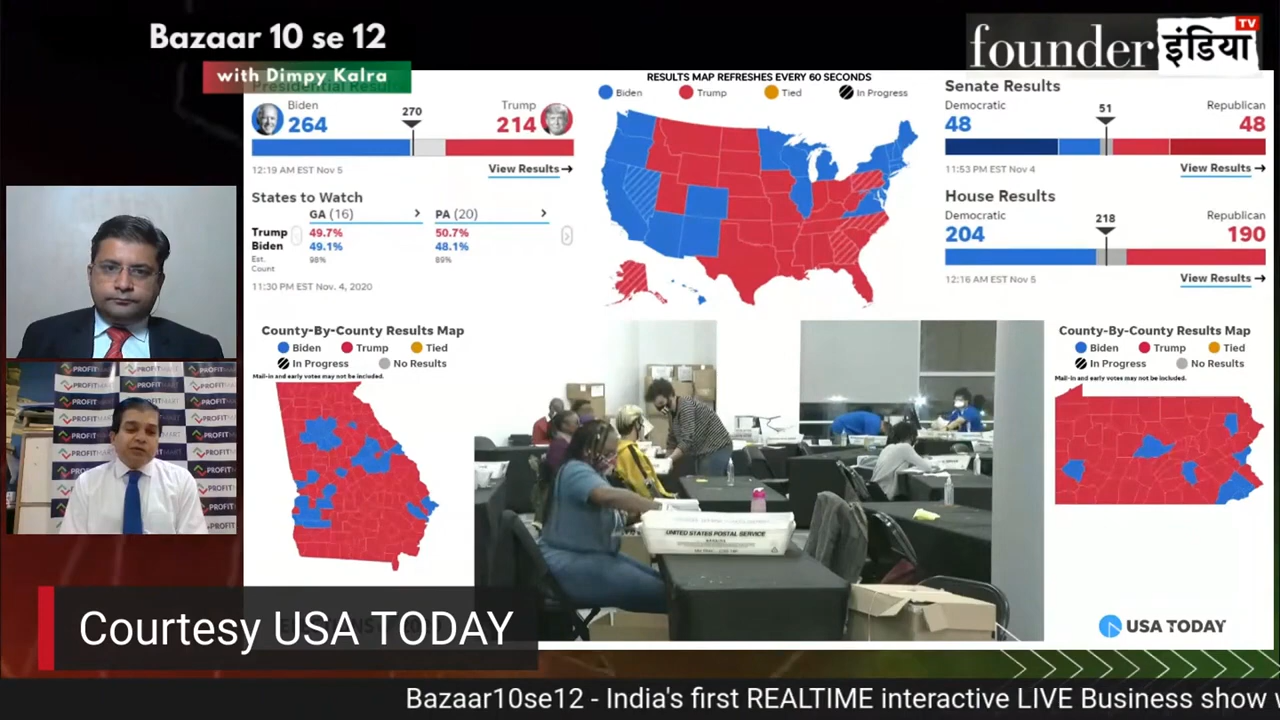 Bazaar 10 se 12
with Dimpy Kalra
founder इंडिया TV
Presidential Results
Biden
264
270
Trump
214
12:19 AM EST Nov 5
View Results
States to Watch
GA (16)
PA (20)
Trump 49.7% 50.7%
Biden 49.1% 48.1%
Est. Count 98% 89%
11:30 PM EST Nov. 4, 2020
RESULTS MAP REFRESHES EVERY 60 SECONDS
Biden Trump Tied In Progress
Senate Results
Democratic
48
51
Republican
48
11:53 PM EST Nov 4
View Results
House Results
Democratic
204
218
Republican
190
12:16 AM EST Nov 5
View Results
County-By-County Results Map
Biden Trump Tied
In Progress No Results
Mail-in and early votes may not be included.
County-By-County Results Map
Biden Trump Tied
In Progress No Results
Mail-in and early votes may not be included.
PROFITMART
UNITED STATES POSTAL SERVICE
USA TODAY
Courtesy USA TODAY
Bazaar10se12 - India's first REALTIME interactive LIVE Business show